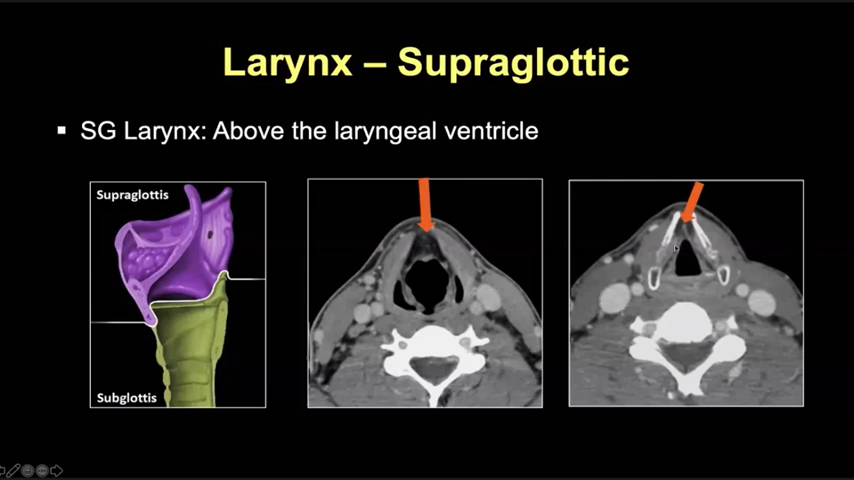 Larynx – Supraglottic
▪ SG Larynx: Above the laryngeal ventricle
Supraglottis
Subglottis